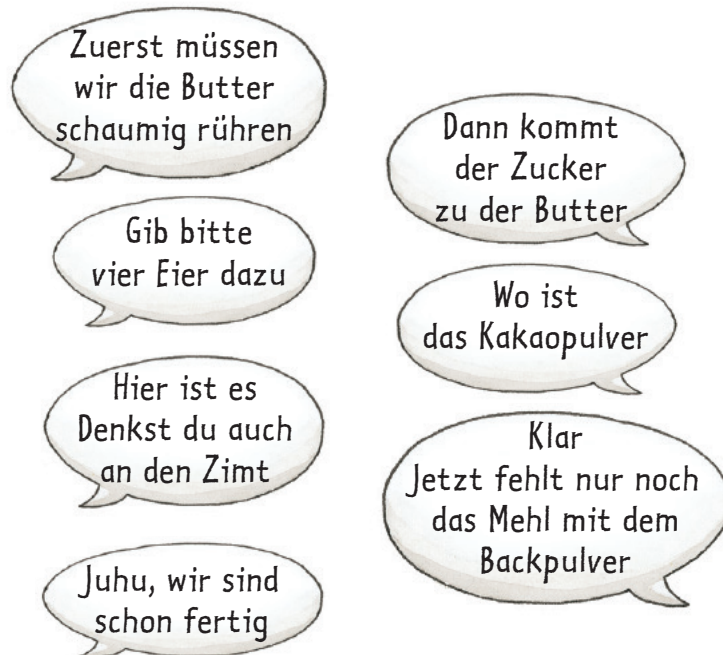 Zuerst müssen
wir die Butter
schaumig rühren
Dann kommt
der Zucker
zu der Butter
Gib bitte
vier Eier dazu
Wo ist
das Kakaopulver
Hier ist es
Denkst du auch
an den Zimt
Klar
Jetzt fehlt nur noch
das Mehl mit dem
Backpulver
Juhu, wir sind
schon fertig